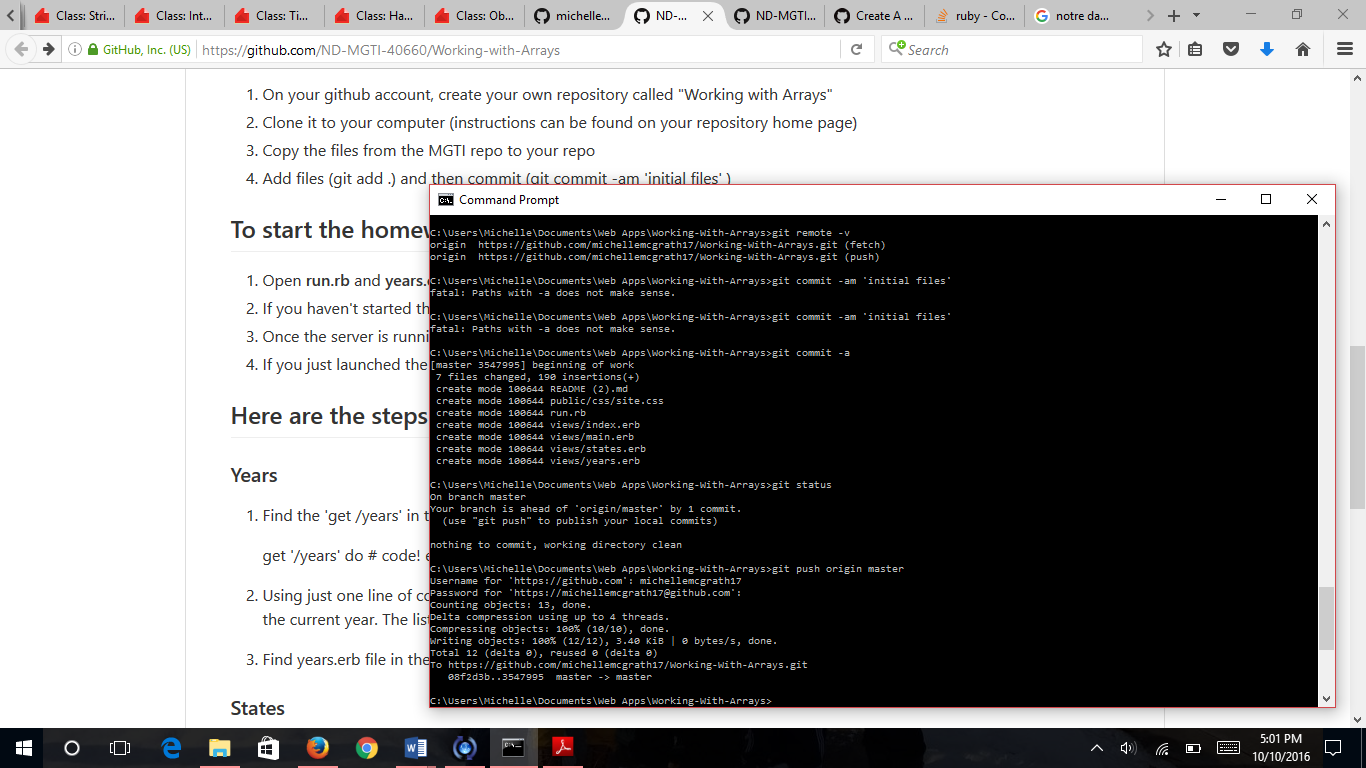 Class: Stri...
Class: Int...
Class: Ti...
Class: Ha...
Class: Ob...
michelle...
ND-...
ND-MGTI...
Create A ...
ruby - Co...
notre da...
GitHub, Inc. (US)
https://github.com/ND-MGTI-40660/Working-with-Arrays
Search
1. On your github account, create your own repository called "Working with Arrays"
2. Clone it to your computer (instructions can be found on your repository home page)
3. Copy the files from the MGTI repo to your repo
4. Add files (git add .) and then commit (git commit -am 'initial files' )
To start the homew
1. Open run.rb and years.
2. If you haven't started th
3. Once the server is runni
4. If you just launched the
Here are the steps
Years
1. Find the 'get /years' in t
get '/years' do # code! e
2. Using just one line of co
the current year. The list
3. Find years.erb file in the
States
Command Prompt
C:\Users\Michelle\Documents\Web Apps\Working-With-Arrays>git remote -v
origin  https://github.com/michellemcgrath17/Working-With-Arrays.git (fetch)
origin  https://github.com/michellemcgrath17/Working-With-Arrays.git (push)
C:\Users\Michelle\Documents\Web Apps\Working-With-Arrays>git commit -am 'initial files'
fatal: Paths with -a does not make sense.
C:\Users\Michelle\Documents\Web Apps\Working-With-Arrays>git commit -am 'initial files'
fatal: Paths with -a does not make sense.
C:\Users\Michelle\Documents\Web Apps\Working-With-Arrays>git commit -a
[master 3547995] beginning of work
7 files changed, 190 insertions(+)
create mode 100644 README (2).md
create mode 100644 public/css/site.css
create mode 100644 run.rb
create mode 100644 views/index.erb
create mode 100644 views/main.erb
create mode 100644 views/states.erb
create mode 100644 views/years.erb
C:\Users\Michelle\Documents\Web Apps\Working-With-Arrays>git status
On branch master
Your branch is ahead of 'origin/master' by 1 commit.
(use "git push" to publish your local commits)
nothing to commit, working directory clean
C:\Users\Michelle\Documents\Web Apps\Working-With-Arrays>git push origin master
Username for 'https://github.com': michellemcgrath17
Password for 'https://michellemcgrath17@github.com':
Counting objects: 13, done.
Delta compression using up to 4 threads.
Compressing objects: 100% (10/10), done.
Writing objects: 100% (12/12), 3.40 KiB | 0 bytes/s, done.
Total 12 (delta 0), reused 0 (delta 0)
To https://github.com/michellemcgrath17/Working-With-Arrays.git
08f2d3b..3547995  master -> master
C:\Users\Michelle\Documents\Web Apps\Working-With-Arrays>
5:01 PM
10/10/2016